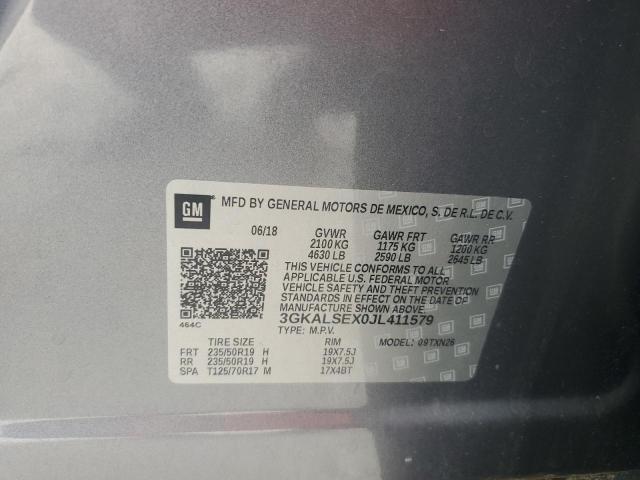 GM
MFD BY GENERAL MOTORS DE MEXICO, S. DE R.L. DE C.V.
06/18 GVWR GAWR FRT GAWR RR
2100 KG 1175 KG 1200 KG
4630 LB 2590 LB 2645 LB
THIS VEHICLE CONFORMS TO ALL
APPLICABLE U.S. FEDERAL MOTOR
VEHICLE SAFETY AND THEFT PREVENTION
STANDARDS IN EFFECT ON THE DATE OF
MANUFACTURE SHOWN ABOVE.
3GKALSEX0JL411579
464C
TYPE: M.P.V. MODEL: 09TXN26
TIRE SIZE RIM
FRT 235/50R19 H 19X7.5J
RR 235/50R19 H 19X7.5J
SPA T125/70R17 M 17X4BT